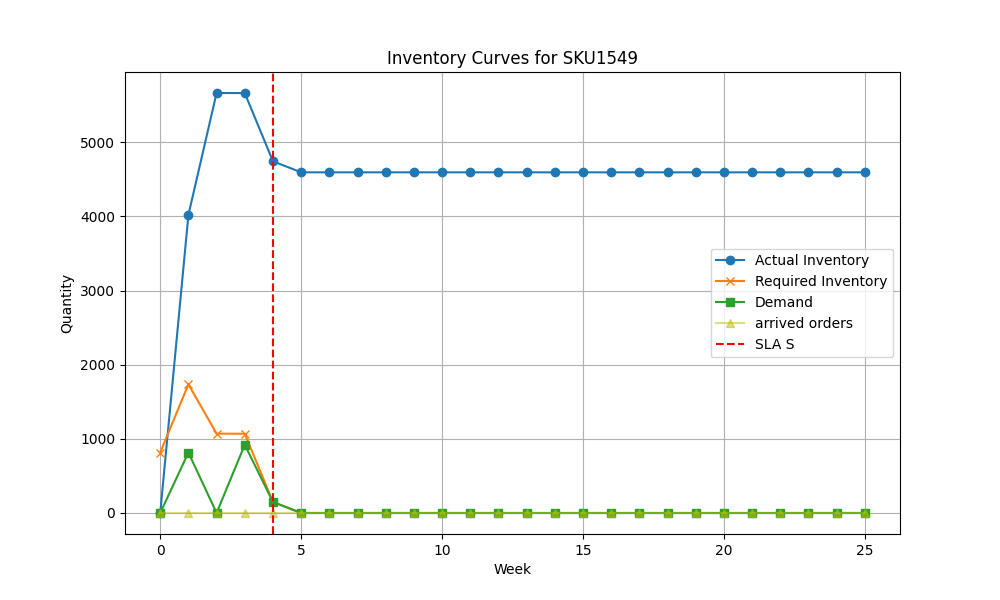 Inventory Curves for SKU1549
Quantity
5000
4000
3000
2000
1000
0
Actual Inventory
Required Inventory
Demand
arrived orders
SLA S
0 5 10 15 20 25
Week